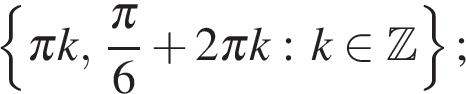 {πk, π/6 + 2πk : k ∈ ℤ};